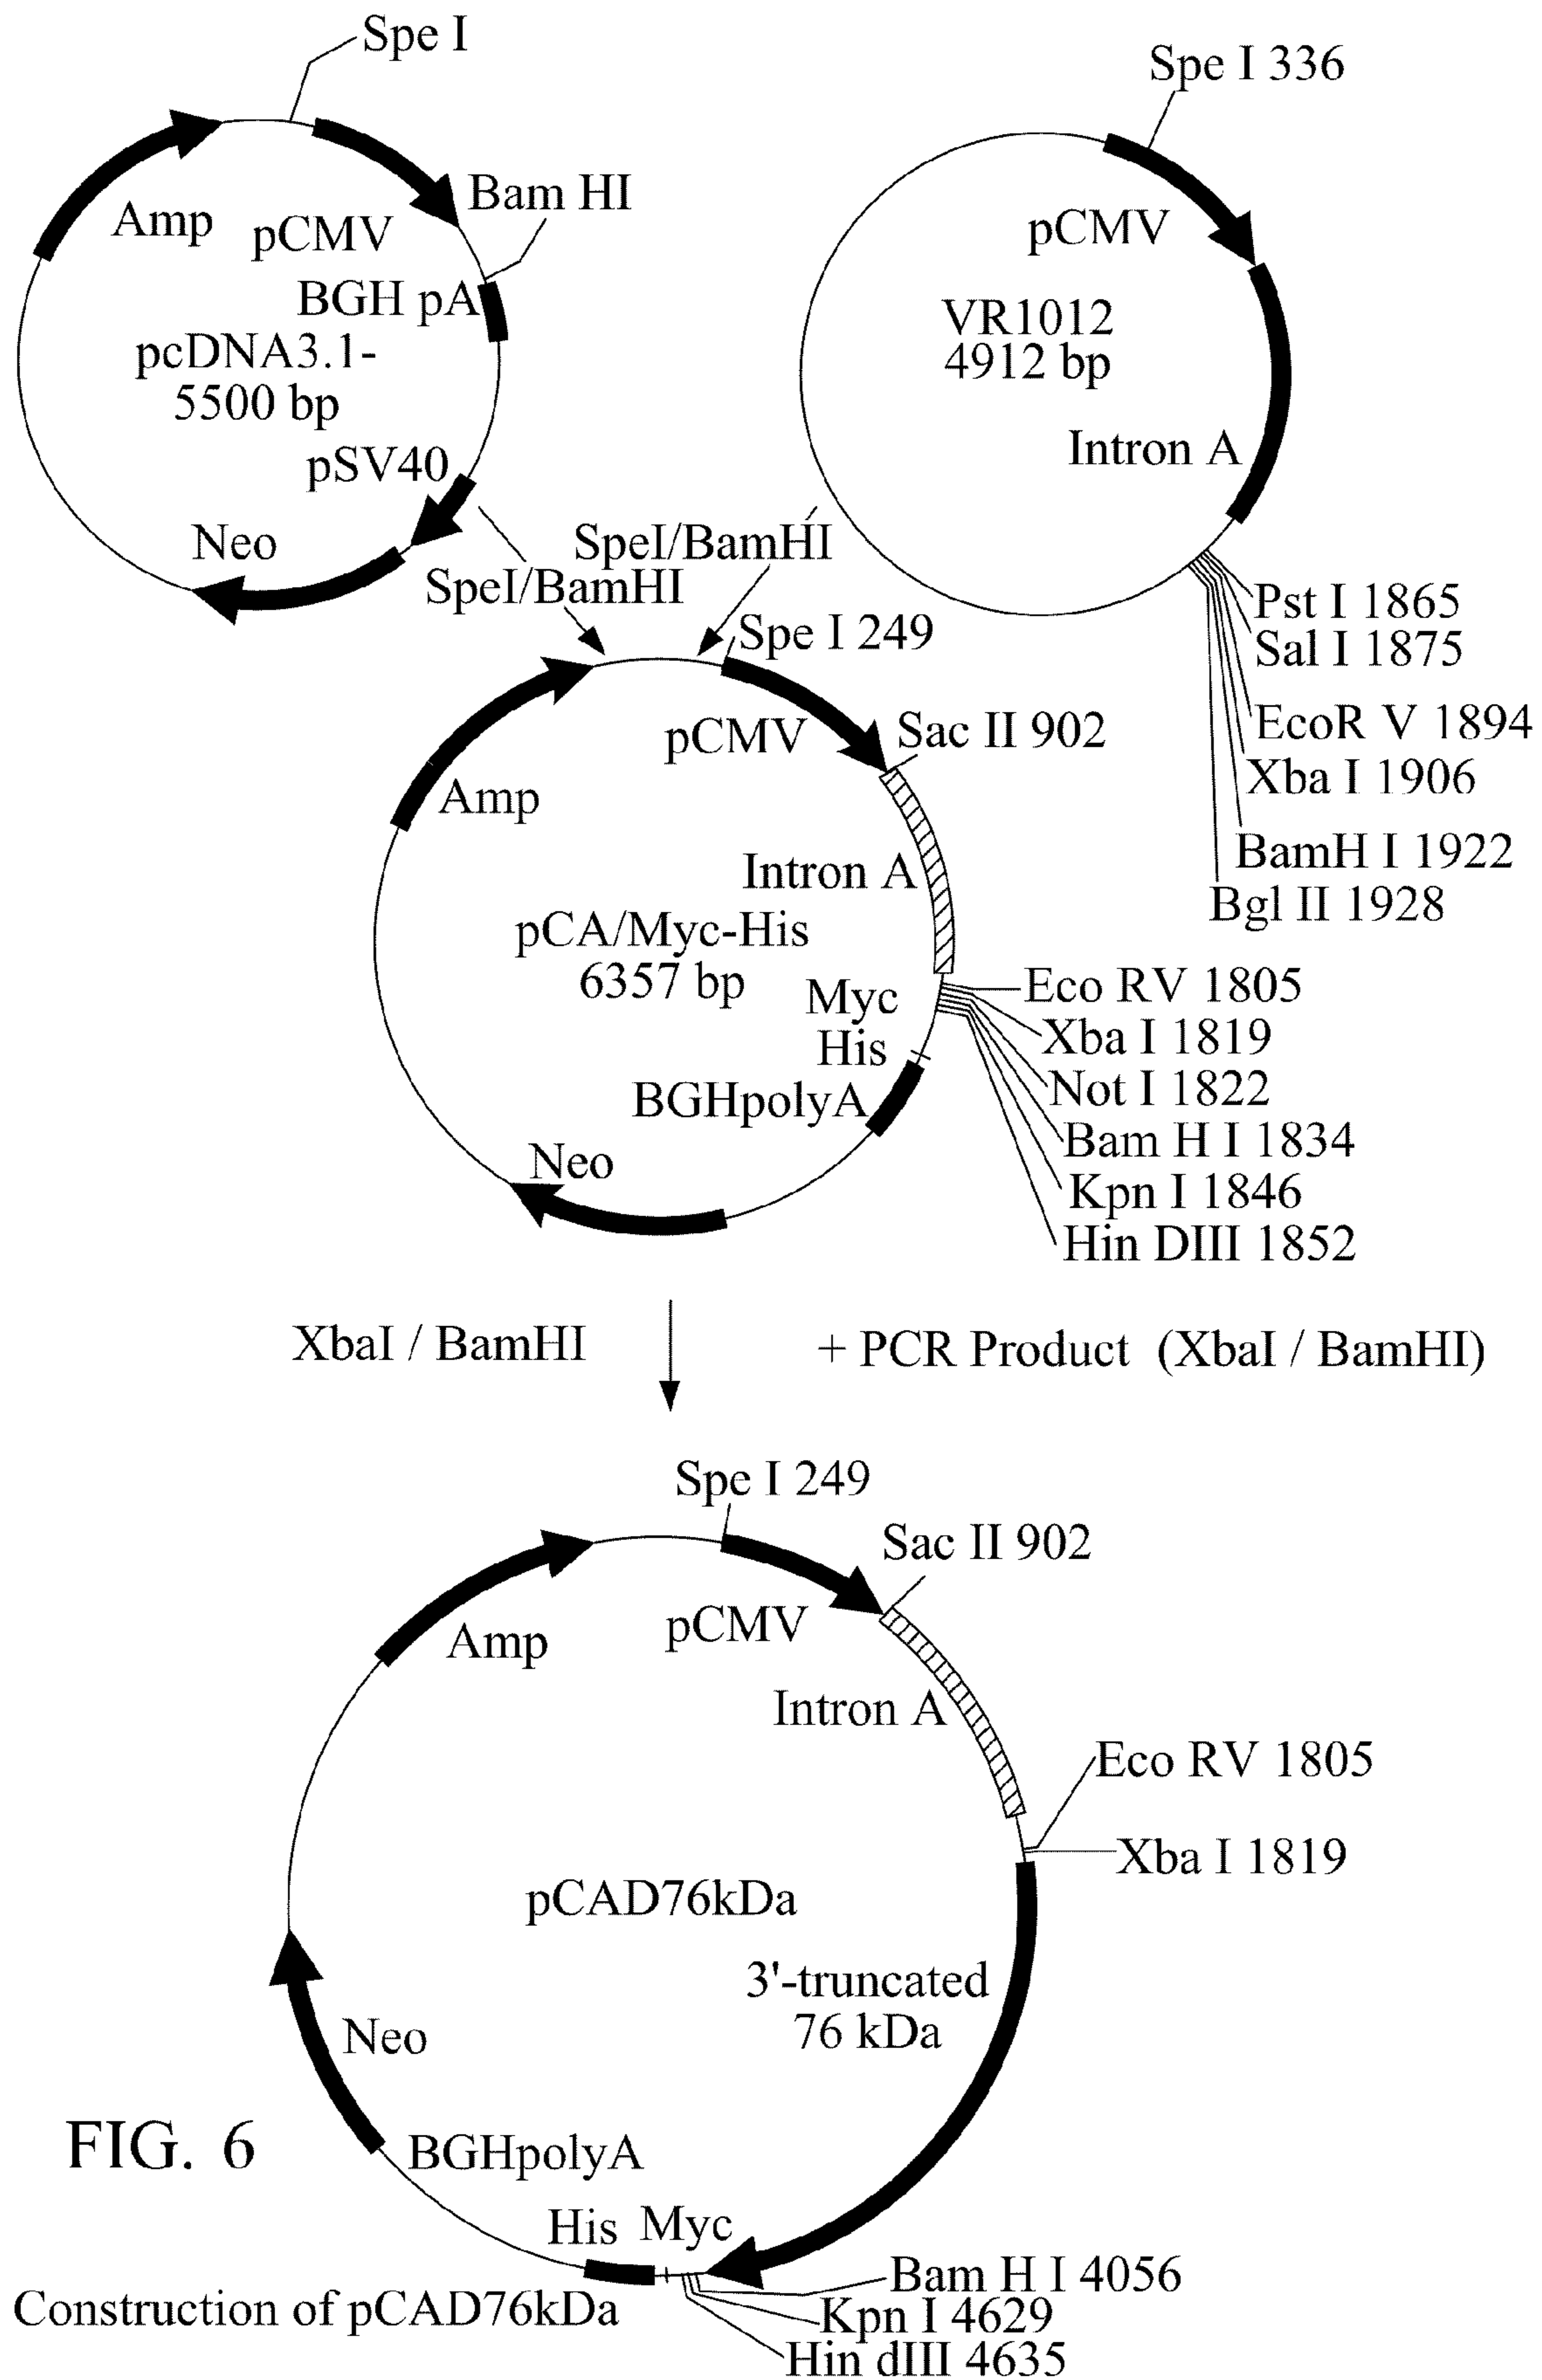 Spe I
Amp
pCMV
Bam HI
BGH pA
pcDNA3.1-
5500 bp
pSV40
Neo
SpeI/BamHI
Spe I 336
pCMV
VR1012
4912 bp
Intron A
SpeI/BamHI
Pst I 1865
Sal I 1875
EcoR V 1894
Xba I 1906
BamH I 1922
Bgl II 1928
Spe I 249
pCMV
Sac II 902
Amp
Intron A
pCA/Myc-His
6357 bp
Myc
His
BGHpolyA
Neo
Eco RV 1805
Xba I 1819
Not I 1822
Bam H I 1834
Kpn I 1846
Hin DIII 1852
XbaI / BamHI
+ PCR Product (XbaI / BamHI)
Spe I 249
Sac II 902
pCMV
Amp
Intron A
Eco RV 1805
Xba I 1819
pCAD76kDa
3'-truncated
76 kDa
Neo
BGHpolyA
His Myc
Bam H I 4056
Kpn I 4629
Hin dIII 4635
FIG. 6
Construction of pCAD76kDa